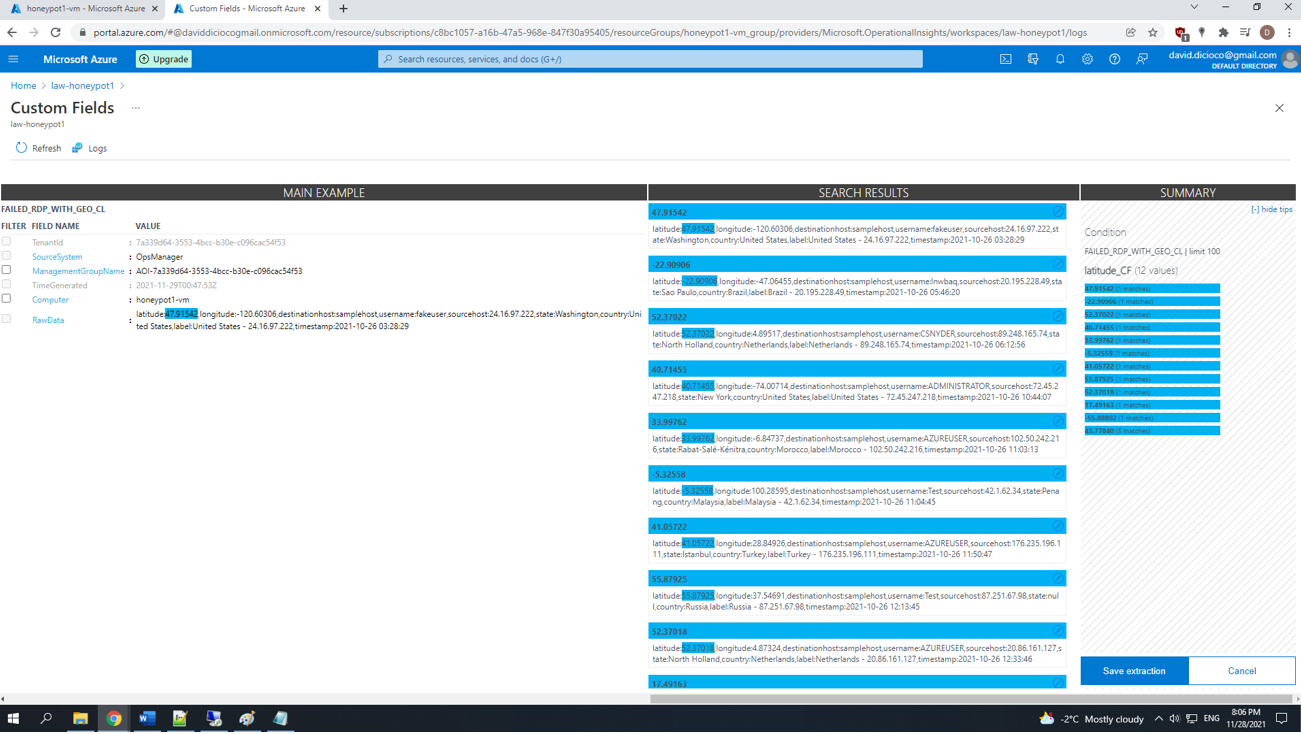 honeypot1-vm - Microsoft Azure
Custom Fields - Microsoft Azure
portal.azure.com/#@daviddiciocogmail.onmicrosoft.com/resource/subscriptions/c8bc1057-a16b-47a5-968e-847f30a95405/resourceGroups/honeypot1-vm_group/providers/Microsoft.OperationalInsights/workspaces/law-honeypot1/logs
1
D
Microsoft Azure
Upgrade
Search resources, services, and docs (G+/)
david.dicioco@gmail.com
DEFAULT DIRECTORY
Home > law-honeypot1 >
Custom Fields ...
law-honeypot1
Refresh
Logs
MAIN EXAMPLE
FAILED_RDP_WITH_GEO_CL
FILTER FIELD NAME VALUE
TenantId : 7a339d64-3553-4bcc-b30e-c096cac54f53
SourceSystem : OpsManager
ManagementGroupName : AOI-7a339d64-3553-4bcc-b30e-c096cac54f53
TimeGenerated : 2021-11-29T00:47:53Z
Computer : honeypot1-vm
RawData : latitude:47.91542,longitude:-120.60306,destinationhost:samplehost,username:fakeuser,sourcehost:24.16.97.222,state:Washington,country:Uni
ted States,label:United States - 24.16.97.222,timestamp:2021-10-26 03:28:29
SEARCH RESULTS
47.91542
latitude:47.91542,longitude:-120.60306,destinationhost:samplehost,username:fakeuser,sourcehost:24.16.97.222,st
ate:Washington,country:United States,label:United States - 24.16.97.222,timestamp:2021-10-26 03:28:29
-22.90906
latitude:-22.90906,longitude:-47.06455,destinationhost:samplehost,username:lnwbaq,sourcehost:20.195.228.49,st
ate:Sao Paulo,country:Brazil,label:Brazil - 20.195.228.49,timestamp:2021-10-26 05:46:20
52.37022
latitude:52.37022,longitude:4.89517,destinationhost:samplehost,username:CSNYDER,sourcehost:89.248.165.74,sta
te:North Holland,country:Netherlands,label:Netherlands - 89.248.165.74,timestamp:2021-10-26 06:12:56
40.71455
latitude:40.71455,longitude:-74.00714,destinationhost:samplehost,username:ADMINISTRATOR,sourcehost:72.45.2
47.218,state:New York,country:United States,label:United States - 72.45.247.218,timestamp:2021-10-26 10:44:07
33.99762
latitude:33.99762,longitude:-6.84737,destinationhost:samplehost,username:AZUREUSER,sourcehost:102.50.242.2
16,state:Rabat-Salé-Kénitra,country:Morocco,label:Morocco - 102.50.242.216,timestamp:2021-10-26 11:03:13
-5.32558
latitude:-5.32558,longitude:100.28595,destinationhost:samplehost,username:Test,sourcehost:42.1.62.34,state:Pena
ng,country:Malaysia,label:Malaysia - 42.1.62.34,timestamp:2021-10-26 11:04:45
41.05722
latitude:41.05722,longitude:28.84926,destinationhost:samplehost,username:AZUREUSER,sourcehost:176.235.196.1
11,state:Istanbul,country:Turkey,label:Turkey - 176.235.196.111,timestamp:2021-10-26 11:50:47
55.87925
latitude:55.87925,longitude:37.54691,destinationhost:samplehost,username:Test,sourcehost:87.251.67.98,state:nul
l,country:Russia,label:Russia - 87.251.67.98,timestamp:2021-10-26 12:13:45
52.37018
latitude:52.37018,longitude:4.87324,destinationhost:samplehost,username:AZUREUSER,sourcehost:20.86.161.127,s
tate:North Holland,country:Netherlands,label:Netherlands - 20.86.161.127,timestamp:2021-10-26 12:33:46
17.49163
SUMMARY
[-] hide tips
Condition
FAILED_RDP_WITH_GEO_CL | limit 100
latitude_CF (12 values)
47.91542 (1 matches)
-22.90906 (1 matches)
52.37022 (1 matches)
40.71455 (1 matches)
33.99762 (1 matches)
-5.32558 (1 matches)
41.05722 (1 matches)
55.87925 (1 matches)
52.37018 (1 matches)
17.49163 (1 matches)
(1 matches)
(5 matches)
Save extraction
Cancel
-2°C Mostly cloudy
ENG
8:06 PM
11/28/2021